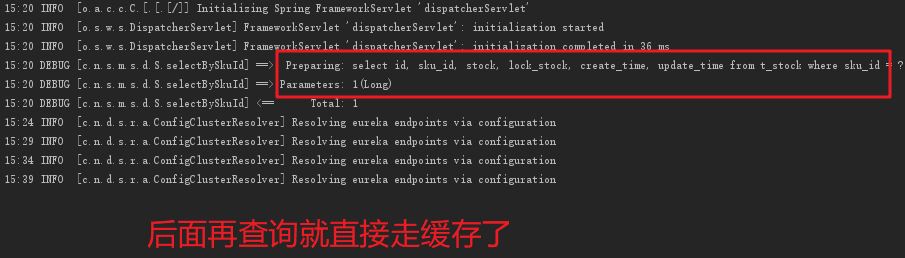 15:20 INFO  [o.a.c.c.C.[.[.[/]] Initializing Spring FrameworkServlet 'dispatcherServlet'
15:20 INFO  [o.s.w.s.DispatcherServlet] FrameworkServlet 'dispatcherServlet': initialization started
15:20 INFO  [o.s.w.s.DispatcherServlet] FrameworkServlet 'dispatcherServlet': initialization completed in 36 ms
15:20 DEBUG [c.n.s.m.s.d.S.selectBySkuId] ==>  Preparing: select id, sku_id, stock, lock_stock, create_time, update_time from t_stock where sku_id = ?
15:20 DEBUG [c.n.s.m.s.d.S.selectBySkuId] ==> Parameters: 1(Long)
15:20 DEBUG [c.n.s.m.s.d.S.selectBySkuId] <==      Total: 1
15:24 INFO  [c.n.d.s.r.a.ConfigClusterResolver] Resolving eureka endpoints via configuration
15:29 INFO  [c.n.d.s.r.a.ConfigClusterResolver] Resolving eureka endpoints via configuration
15:34 INFO  [c.n.d.s.r.a.ConfigClusterResolver] Resolving eureka endpoints via configuration
15:39 INFO  [c.n.d.s.r.a.ConfigClusterResolver] Resolving eureka endpoints via configuration
后面再查询就直接走缓存了